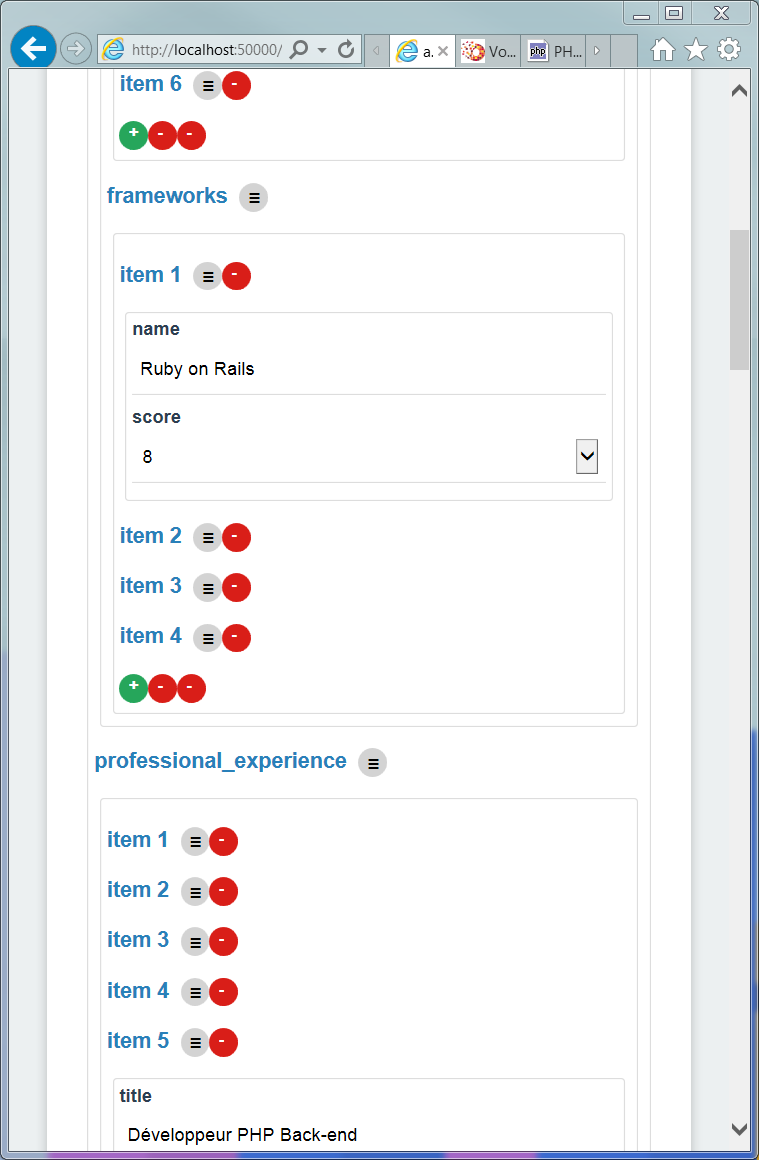 http://localhost:50000/
a.
Vo...
php
PH...
item 6
+ - -
frameworks
item 1 -
name
Ruby on Rails
score
8
item 2 -
item 3 -
item 4 -
+ - -
professional_experience
item 1 -
item 2 -
item 3 -
item 4 -
item 5 -
title
Développeur PHP Back-end